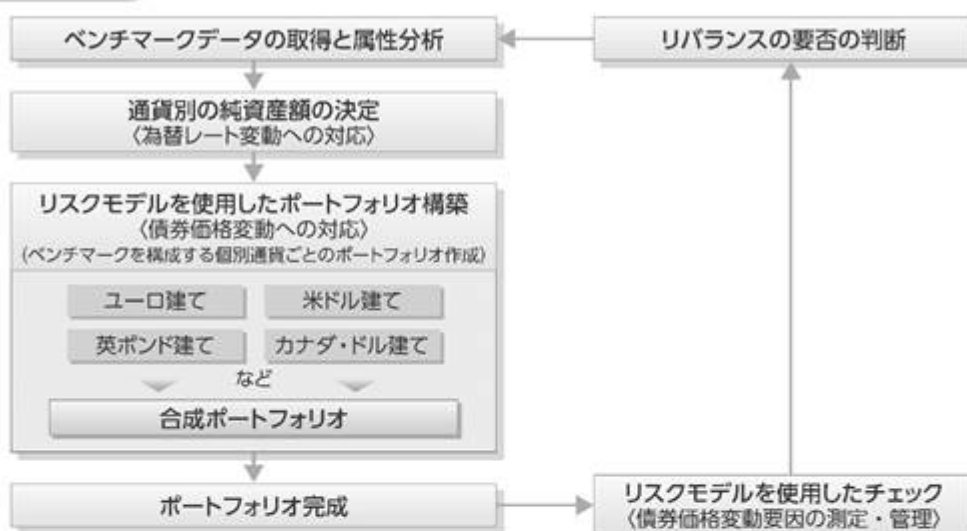 ベンチマークデータの取得と属性分析
リバランスの要否の判断
通貨別の純資産額の決定
〈為替レート変動への対応〉
リスクモデルを使用したポートフォリオ構築
〈債券価格変動への対応〉
(ベンチマークを構成する個別通貨ごとのポートフォリオ作成)
ユーロ建て
米ドル建て
英ポンド建て
カナダ・ドル建て
など
合成ポートフォリオ
ポートフォリオ完成
リスクモデルを使用したチェック
〈債券価格変動要因の測定・管理〉